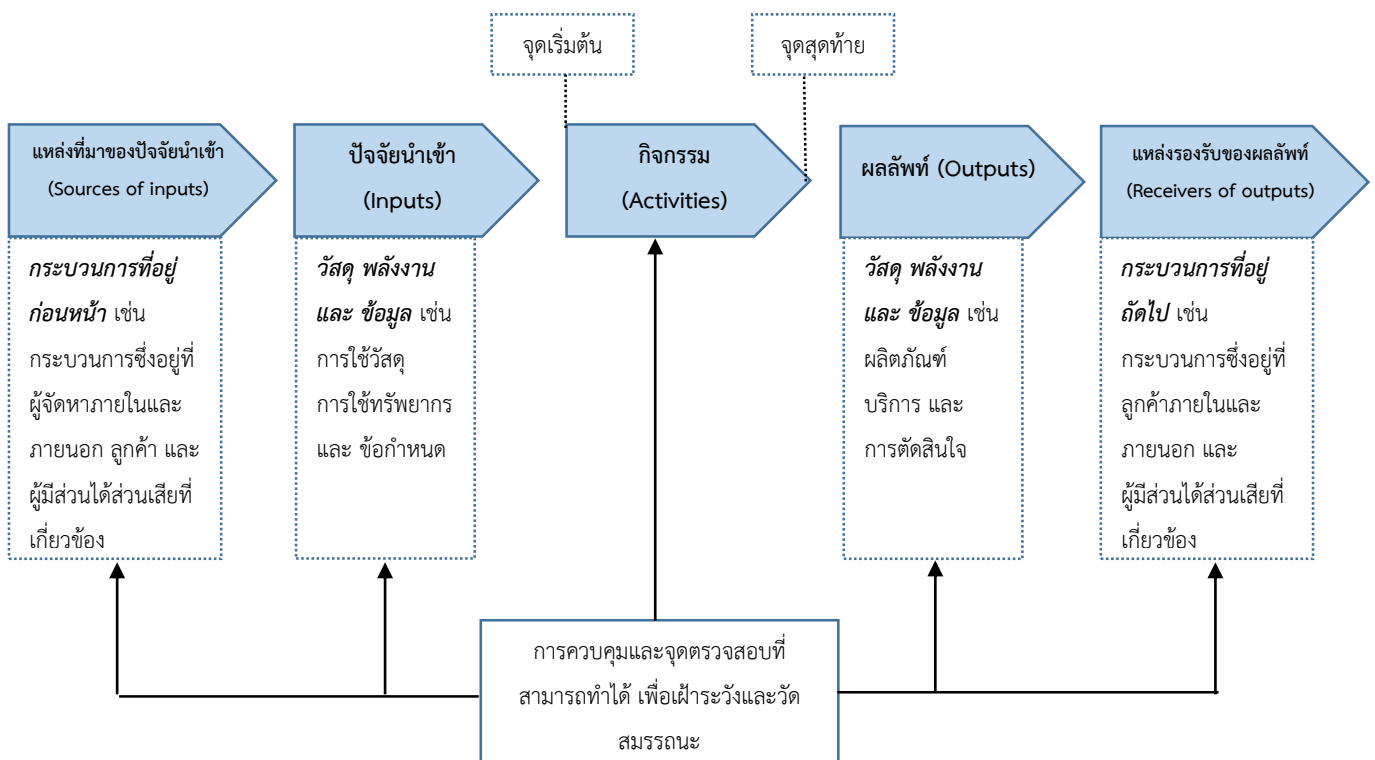 จุดเริ่มต้น
จุดสุดท้าย
แหล่งที่มาของปัจจัยนำเข้า
(Sources of inputs)
ปัจจัยนำเข้า
(Inputs)
กิจกรรม
(Activities)
ผลลัพท์ (Outputs)
แหล่งรองรับของผลลัพท์
(Receivers of outputs)
กระบวนการที่อยู่
ก่อนหน้า เช่น
กระบวนการซึ่งอยู่ที่
ผู้จัดหาภายในและ
ภายนอก ลูกค้า และ
ผู้มีส่วนได้ส่วนเสียที่
เกี่ยวข้อง
วัสดุ พลังงาน
และ ข้อมูล เช่น
การใช้วัสดุ
การใช้ทรัพยากร
และ ข้อกำหนด
วัสดุ พลังงาน
และ ข้อมูล เช่น
ผลิตภัณฑ์
บริการ และ
การตัดสินใจ
กระบวนการที่อยู่
ถัดไป เช่น
กระบวนการซึ่งอยู่ที่
ลูกค้าภายในและ
ภายนอก และ
ผู้มีส่วนได้ส่วนเสียที่
เกี่ยวข้อง
การควบคุมและจุดตรวจสอบที่
สามารถทำได้ เพื่อเฝ้าระวังและวัด
สมรรถนะ